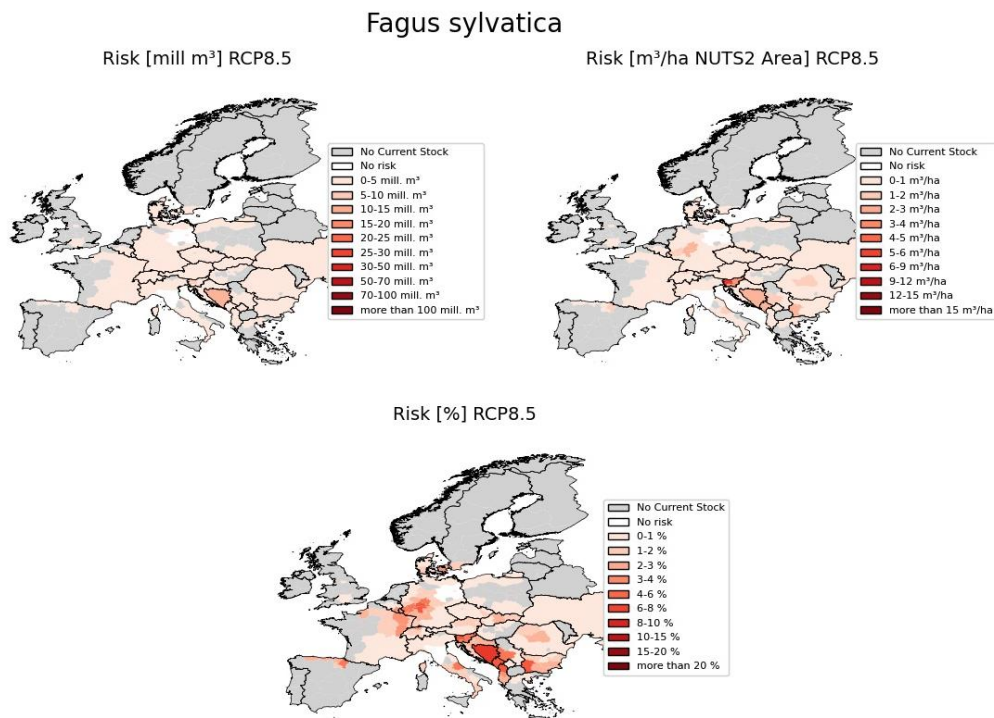 Fagus sylvatica
Risk [mill m³] RCP8.5
No Current Stock
No risk
0-5 mill. m³
5-10 mill. m³
10-15 mill. m³
15-20 mill. m³
20-25 mill. m³
25-30 mill. m³
30-50 mill. m³
50-70 mill. m³
70-100 mill. m³
more than 100 mill. m³
Risk [m³/ha NUTS2 Area] RCP8.5
No Current Stock
No risk
0-1 m³/ha
1-2 m³/ha
2-3 m³/ha
3-4 m³/ha
4-5 m³/ha
5-6 m³/ha
6-9 m³/ha
9-12 m³/ha
12-15 m³/ha
more than 15 m³/ha
Risk [%] RCP8.5
No Current Stock
No risk
0-1 %
1-2 %
2-3 %
3-4 %
4-6 %
6-8 %
8-10 %
10-15 %
15-20 %
more than 20 %